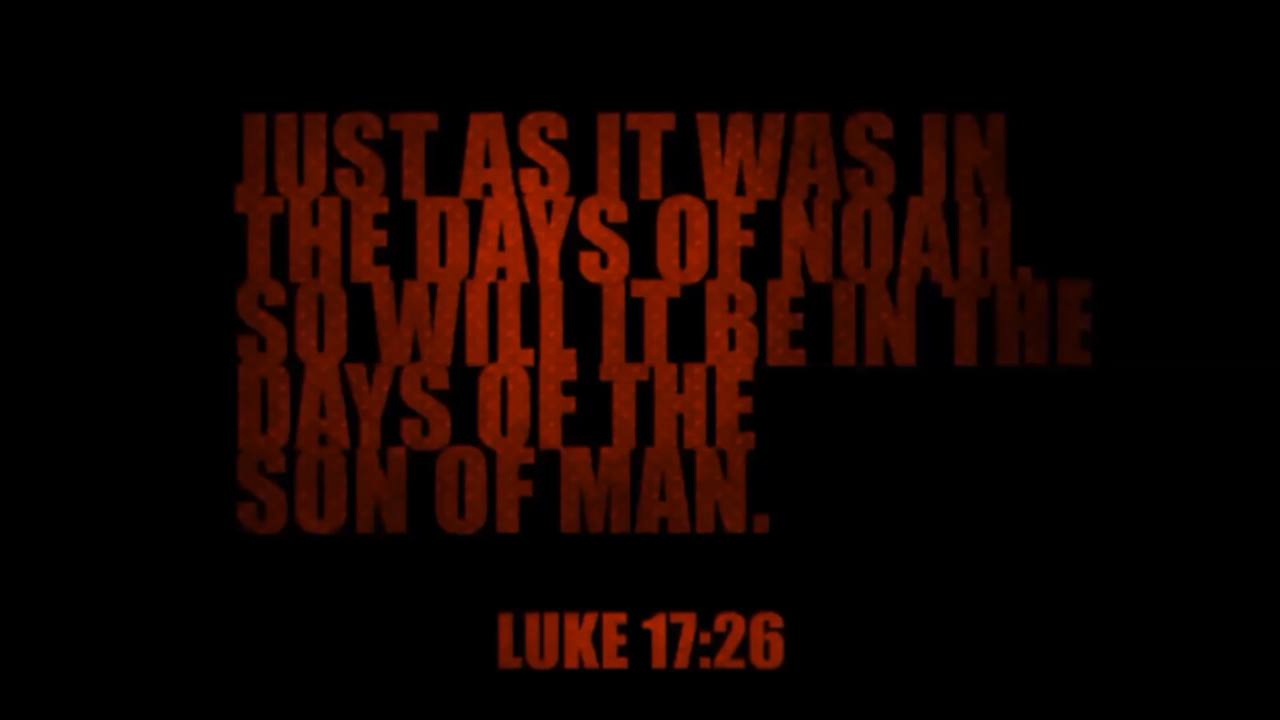 JUST AS IT WAS IN
THE DAYS OF NOAH,
SO WILL IT BE IN THE
DAYS OF THE
SON OF MAN.
LUKE 17:26